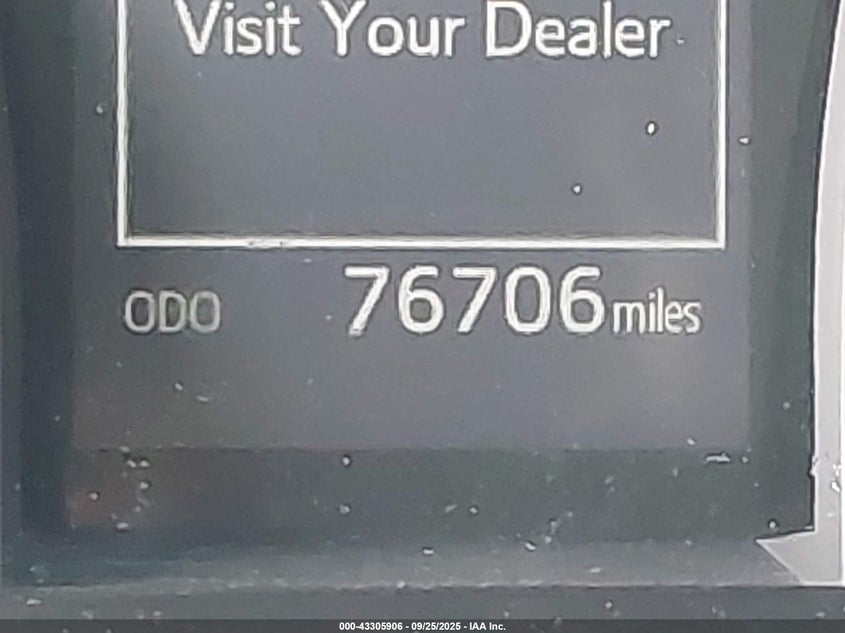 Visit Your Dealer
ODO 76706 miles
000-43305906 - 09/25/2025 - IAA Inc.